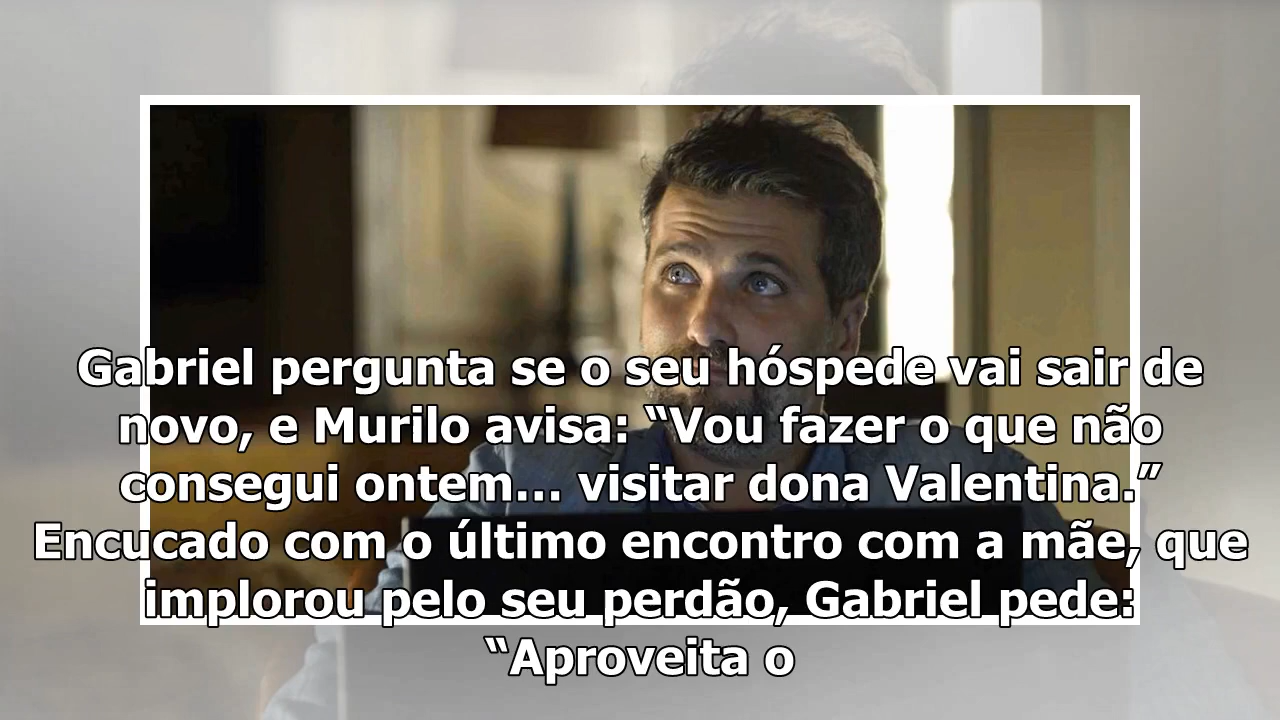 Gabriel pergunta se o seu hóspede vai sair de
novo, e Murilo avisa: “Vou fazer o que não
consegui ontem… visitar dona Valentina.”
Encucado com o último encontro com a mãe, que
implorou pelo seu perdão, Gabriel pede:
“Aproveita o